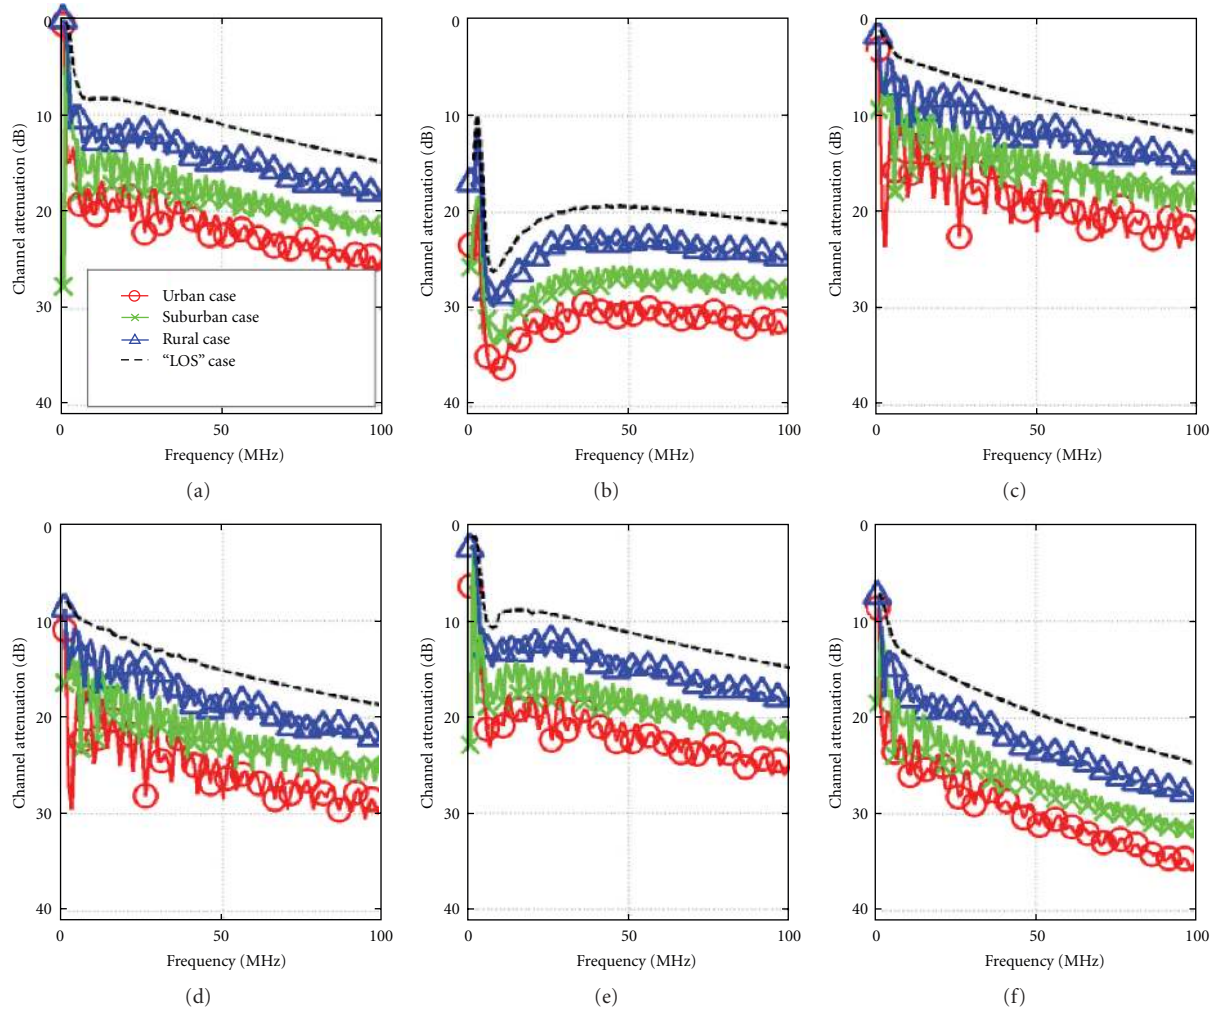 0
10
20
30
40
Channel attenuation (dB)
Urban case
Suburban case
Rural case
“LOS” case
0 50 100
Frequency (MHz)
(a)
0
10
20
30
40
Channel attenuation (dB)
0 50 100
Frequency (MHz)
(b)
0
10
20
30
40
Channel attenuation (dB)
0 50 100
Frequency (MHz)
(c)
0
10
20
30
40
Channel attenuation (dB)
0 50 100
Frequency (MHz)
(d)
0
10
20
30
40
Channel attenuation (dB)
0 50 100
Frequency (MHz)
(e)
0
10
20
30
40
Channel attenuation (dB)
0 50 100
Frequency (MHz)
(f)